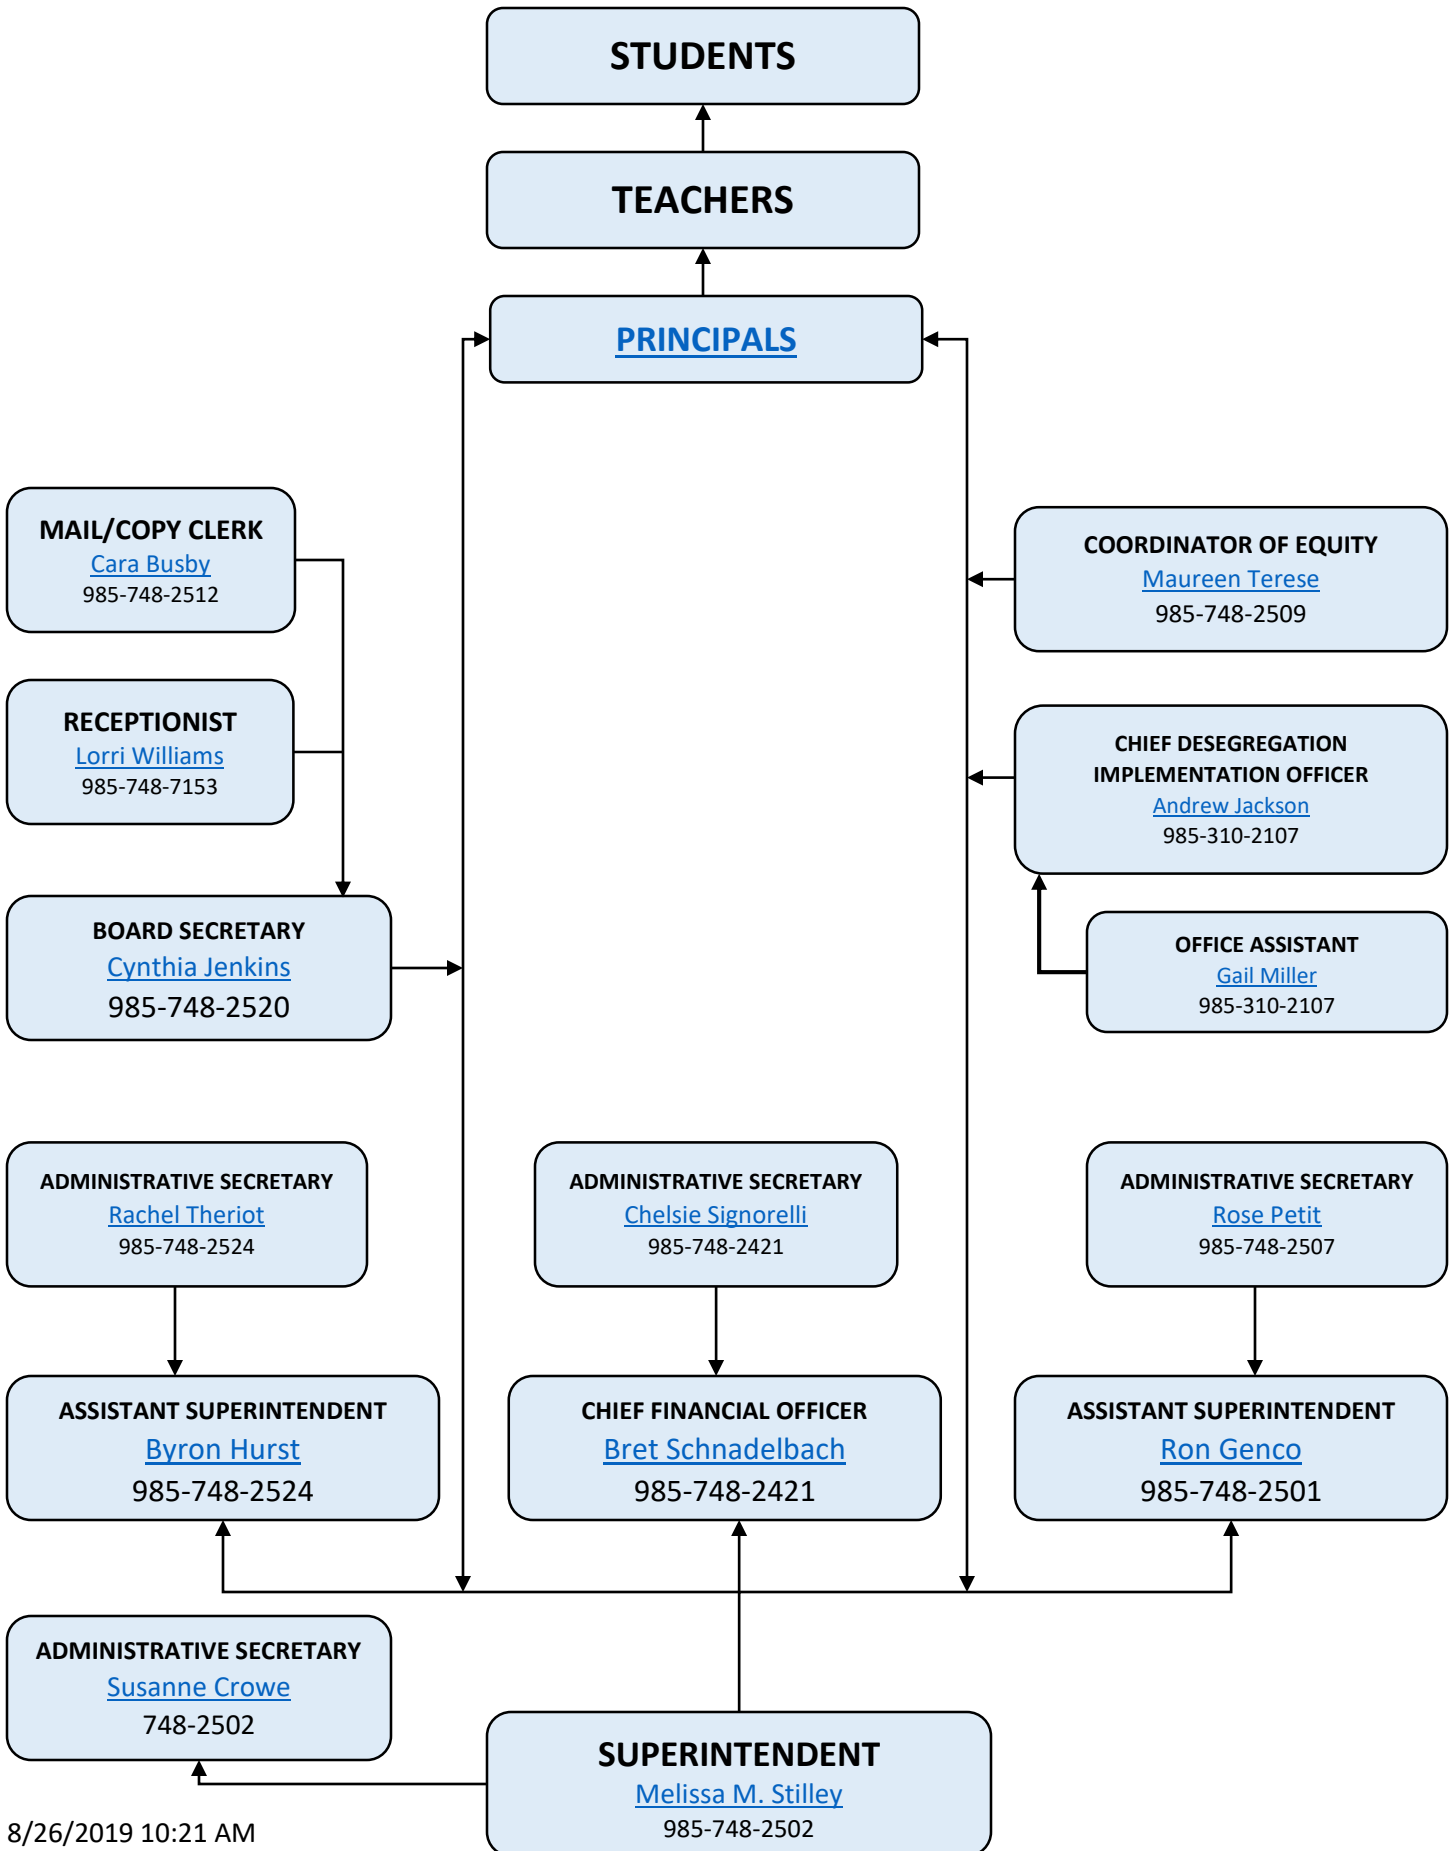 STUDENTS
TEACHERS
PRINCIPALS
MAIL/COPY CLERK
Cara Busby
985-748-2512
COORDINATOR OF EQUITY
Maureen Terese
985-748-2509
RECEPTIONIST
Lorri Williams
985-748-7153
CHIEF DESEGREGATION
IMPLEMENTATION OFFICER
Andrew Jackson
985-310-2107
BOARD SECRETARY
Cynthia Jenkins
985-748-2520
OFFICE ASSISTANT
Gail Miller
985-310-2107
ADMINISTRATIVE SECRETARY
Rachel Theriot
985-748-2524
ADMINISTRATIVE SECRETARY
Chelsie Signorelli
985-748-2421
ADMINISTRATIVE SECRETARY
Rose Petit
985-748-2507
ASSISTANT SUPERINTENDENT
Byron Hurst
985-748-2524
CHIEF FINANCIAL OFFICER
Bret Schnadelbach
985-748-2421
ASSISTANT SUPERINTENDENT
Ron Genco
985-748-2501
ADMINISTRATIVE SECRETARY
Susanne Crowe
748-2502
SUPERINTENDENT
Melissa M. Stilley
985-748-2502
8/26/2019 10:21 AM